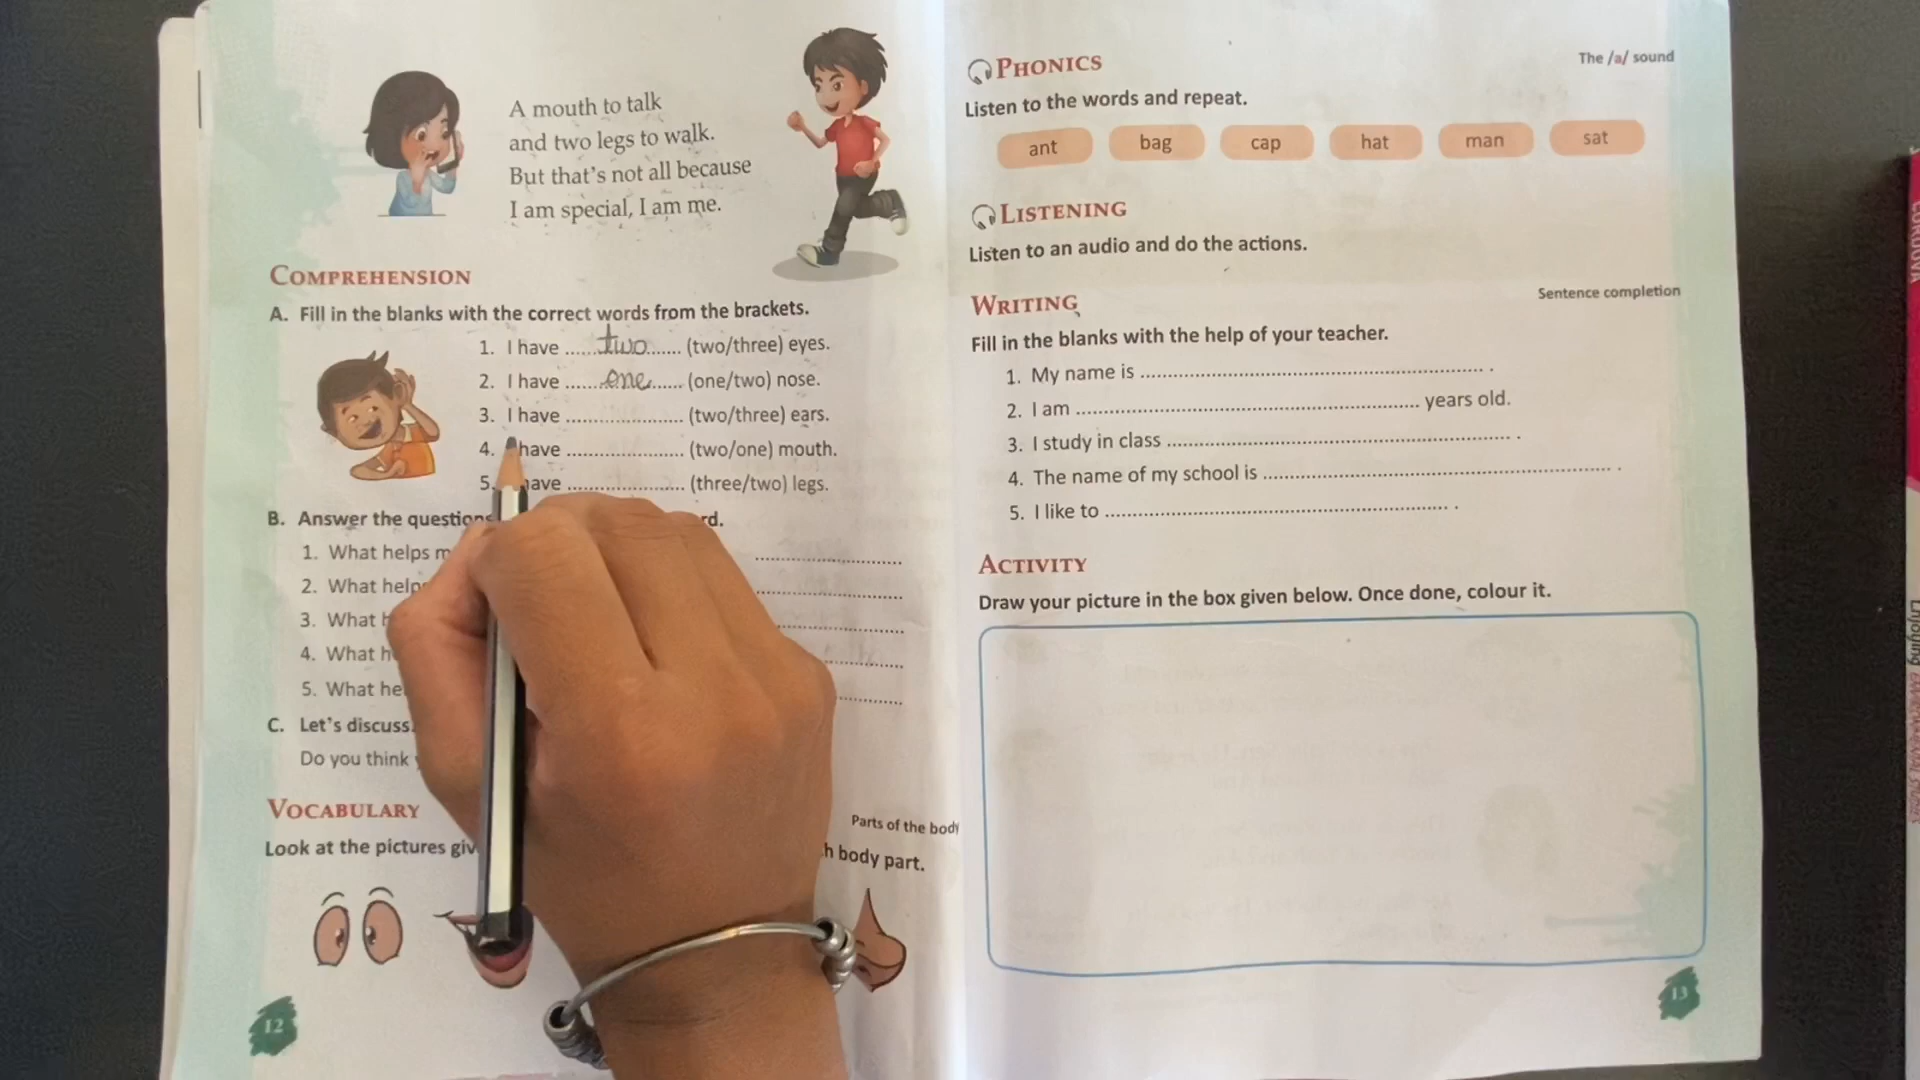 A mouth to talk
and two legs to walk.
But that's not all because
I am special, I am me.
COMPREHENSION
A. Fill in the blanks with the correct words from the brackets.
1. I have ......two...... (two/three) eyes.
2. I have ......one...... (one/two) nose.
3. I have ..................... (two/three) ears.
4. have ..................... (two/one) mouth.
5. have ..................... (three/two) legs.
B. Answer the questions
1. What helps
2. What
3. What
4. What
5. What
C. Let's discuss.
Do you think
VOCABULARY
Parts of the body
Look at the pictures body part.
12
PHONICS
The /a/ sound
Listen to the words and repeat.
ant bag cap hat man sat
LISTENING
Listen to an audio and do the actions.
WRITING
Sentence completion
Fill in the blanks with the help of your teacher.
1. My name is ............................................................ .
2. I am ............................................................ years old.
3. I study in class ............................................................ .
4. The name of my school is ............................................................ .
5. I like to ............................................................ .
ACTIVITY
Draw your picture in the box given below. Once done, colour it.
13
CORDOVA
Enjoying ENVIRONMENTAL STUDIES